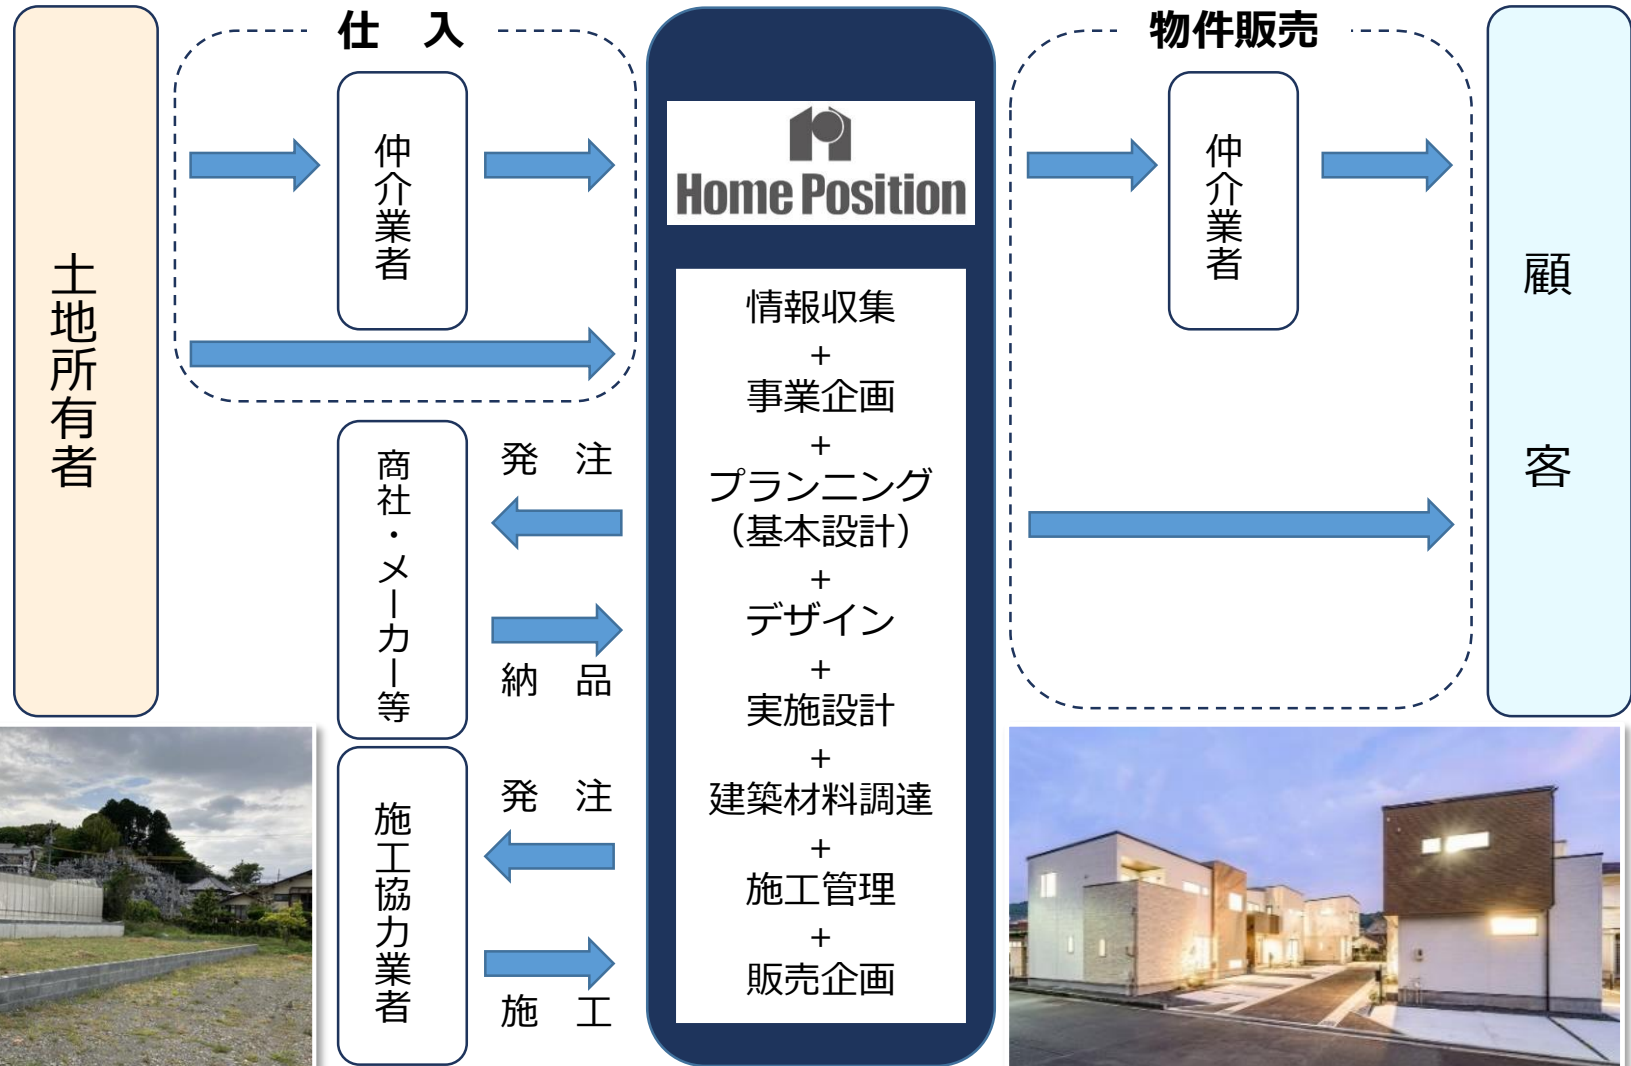 仕 入
物件販売
土地所有者
仲介業者
Home Position
仲介業者
顧 客
情報収集
+
事業企画
+
プランニング
（基本設計）
+
デザイン
+
実施設計
+
建築材料調達
+
施工管理
+
販売企画
商社・メーカー等
発 注
納 品
施工協力業者
発 注
施 工